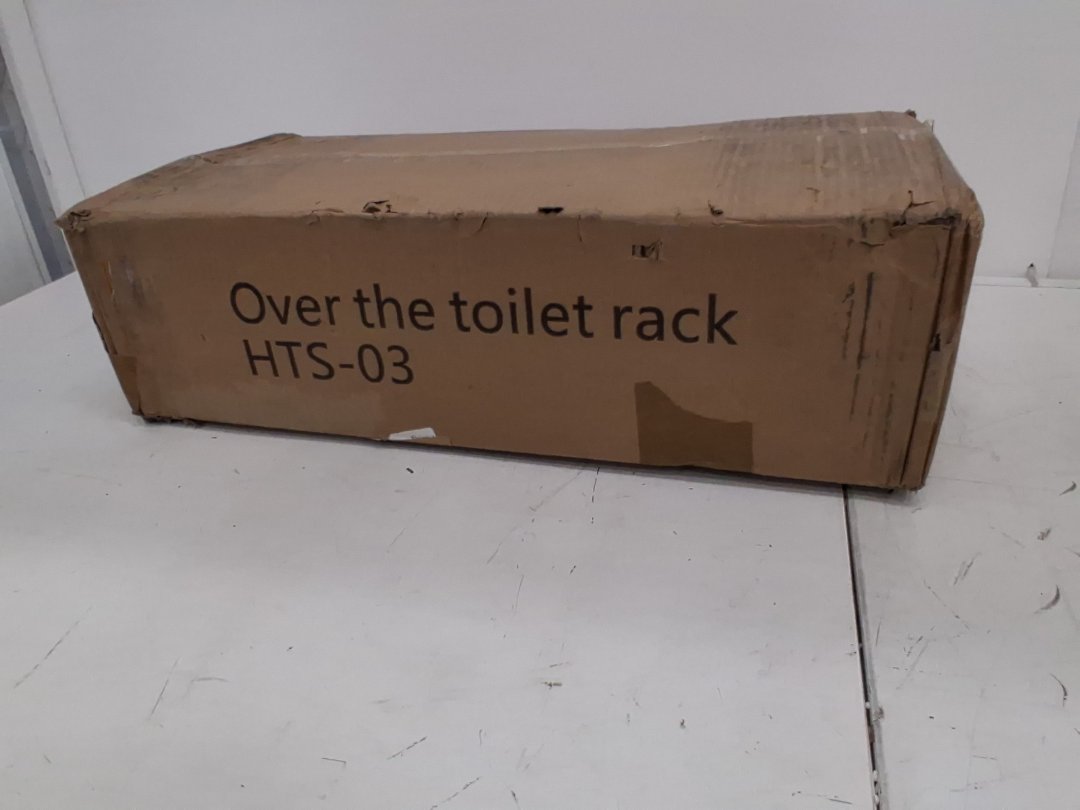 Over the toilet rack
HTS-03